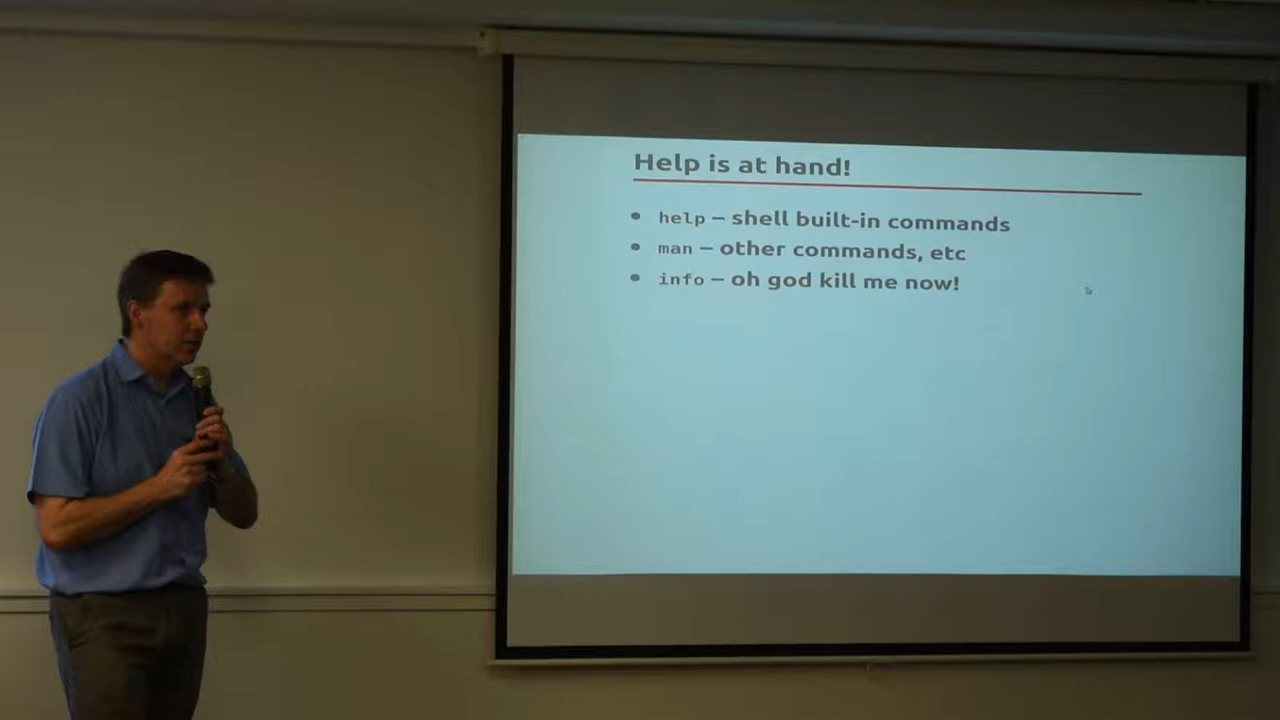 Help is at hand!
• help – shell built-in commands
• man – other commands, etc
• info – oh god kill me now!